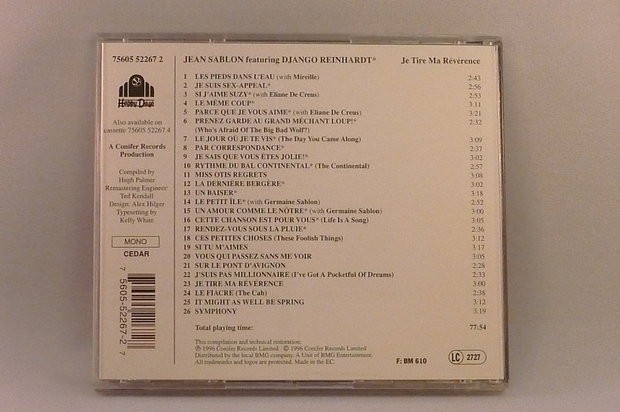 75605 52267 2
Happy Days
Also available on
cassette 75605 52267 4
A Conifer Records
Production
Compiled by
Hugh Palmer
Remastering Engineer:
Ted Kendall
Design: Alex Hilger
Typesetting by
Kelly White
MONO
CEDAR
7 5605-52267-2 7
JEAN SABLON featuring DJANGO REINHARDT* Je Tire Ma Révérence
1 LES PIEDS DANS L'EAU (with Mireille) 2:43
2 JE SUIS SEX-APPEAL* 2:56
3 SI J'AIME SUZY* (with Eliane De Creus) 2:53
4 LE MÊME COUP* 3:11
5 PARCE QUE JE VOUS AIME* (with Eliane De Creus) 3:21
6 PRENEZ GARDE AU GRAND MÉCHANT LOUP!* 2:32
(Who's Afraid Of The Big Bad Wolf?)
7 LE JOUR OÙ JE TE VIS* (The Day You Came Along) 3:09
8 PAR CORRESPONDANCE* 2:37
9 JE SAIS QUE VOUS ÊTES JOLIE!* 3:02
10 RYTHME DU BAL CONTINENTAL* (The Continental) 2:57
11 MISS OTIS REGRETS 3:08
12 LA DERNIÈRE BERGÈRE* 3:02
13 UN BAISER* 3:18
14 LE PETIT ÎLE* (with Germaine Sablon) 2:52
15 UN AMOUR COMME LE NÔTRE* (with Germaine Sablon) 3:00
16 CETTE CHANSON EST POUR VOUS* (Life Is A Song) 3:05
17 RENDEZ-VOUS SOUS LA PLUIE* 3:13
18 CES PETITES CHOSES (These Foolish Things) 3:12
19 SI TU M'AIMES 3:17
20 VOUS QUI PASSEZ SANS ME VOIR 3:05
21 SUR LE PONT D'AVIGNON 2:28
22 J'SUIS PAS MILLIONNAIRE (I've Got A Pocketful Of Dreams) 2:33
23 JE TIRE MA RÉVÉRENCE 3:03
24 LE FIACRE (The Cab) 2:38
25 IT MIGHT AS WELL BE SPRING 3:12
26 SYMPHONY 3:19
Total playing time: 77:54
This compilation and technical restoration:
℗ 1996 Conifer Records Limited. © 1996 Conifer Records Limited
Distributed by the local BMG company. A Unit of BMG Entertainment.
All trademarks and logos are protected. Made in the EC.
F: BM 610
LC 2727